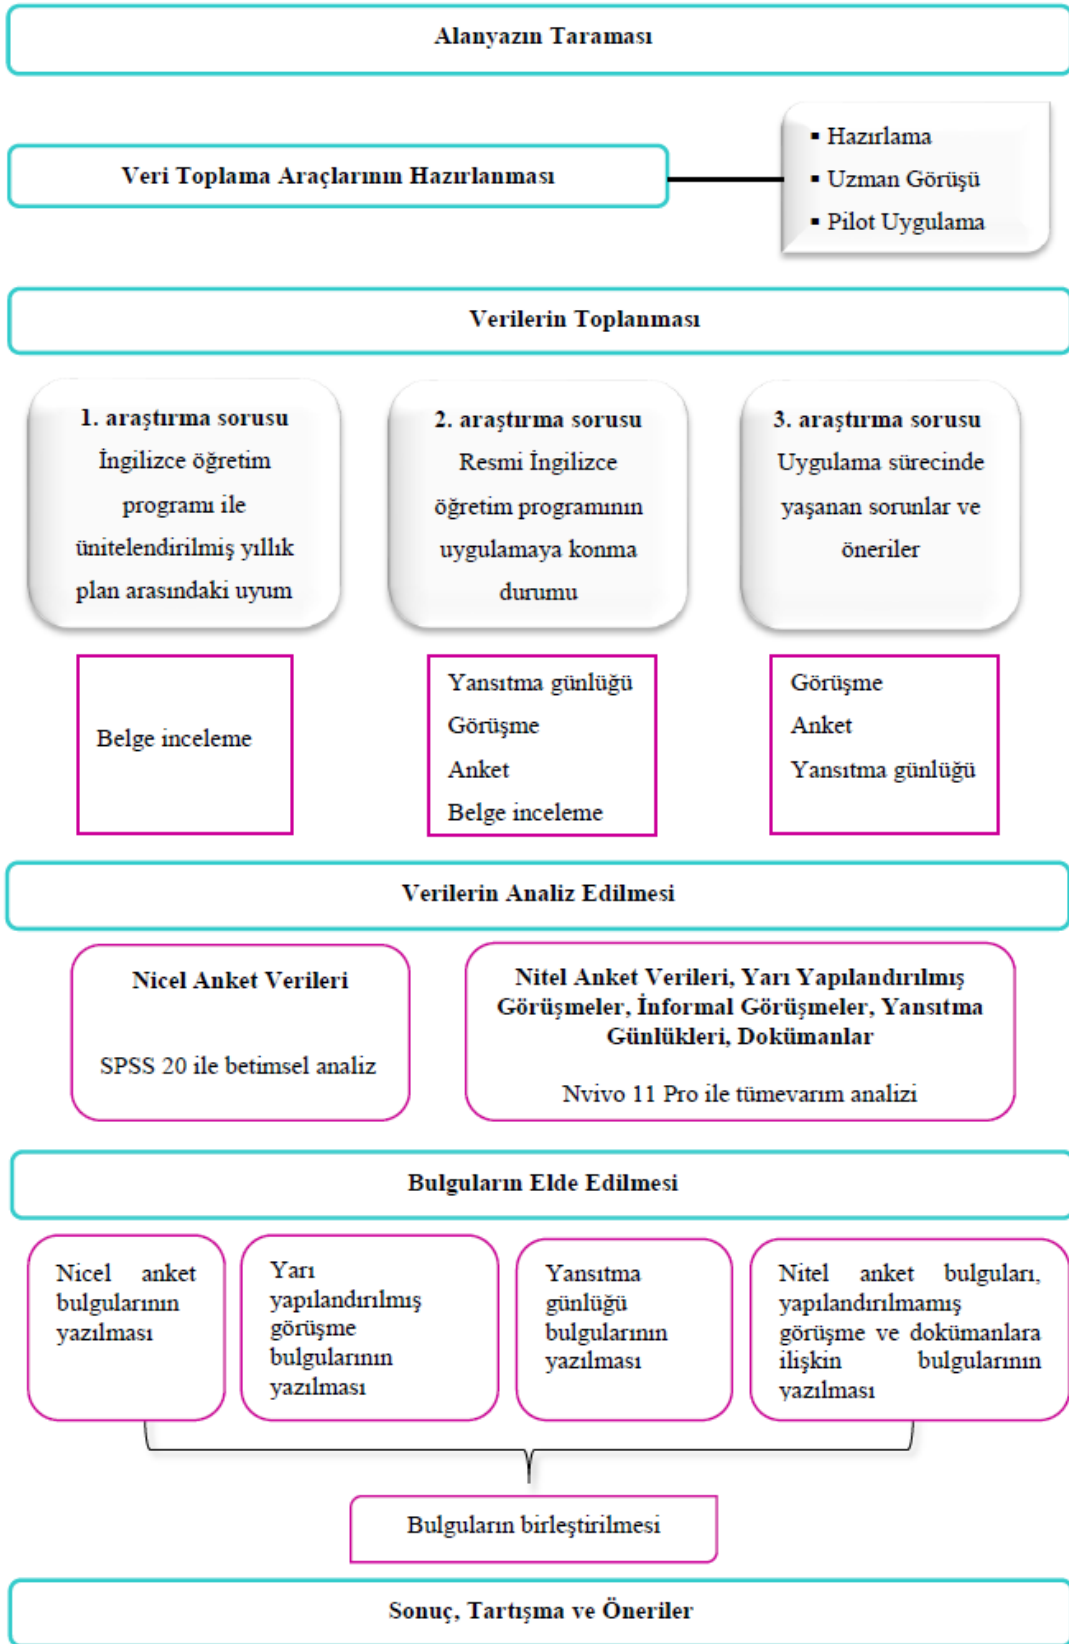 Alanyazın Taraması
Veri Toplama Araçlarının Hazırlanması
▪ Hazırlama
▪ Uzman Görüşü
▪ Pilot Uygulama
Verilerin Toplanması
1. araştırma sorusu
İngilizce öğretim
programı ile
ünitelendirilmiş yıllık
plan arasındaki uyum
2. araştırma sorusu
Resmi İngilizce
öğretim programının
uygulamaya konma
durumu
3. araştırma sorusu
Uygulama sürecinde
yaşanan sorunlar ve
öneriler
Belge inceleme
Yansıtma günlüğü
Görüşme
Anket
Belge inceleme
Görüşme
Anket
Yansıtma günlüğü
Verilerin Analiz Edilmesi
Nicel Anket Verileri
SPSS 20 ile betimsel analiz
Nitel Anket Verileri, Yarı Yapılandırılmış
Görüşmeler, İnformal Görüşmeler, Yansıtma
Günlükleri, Dokümanlar
Nvivo 11 Pro ile tümevarım analizi
Bulguların Elde Edilmesi
Nicel anket
bulgularının
yazılması
Yarı
yapılandırılmış
görüşme
bulgularının
yazılması
Yansıtma
günlüğü
bulgularının
yazılması
Nitel anket bulguları,
yapılandırılmamış
görüşme ve dokümanlara
ilişkin bulgularının
yazılması
Bulguların birleştirilmesi
Sonuç, Tartışma ve Öneriler